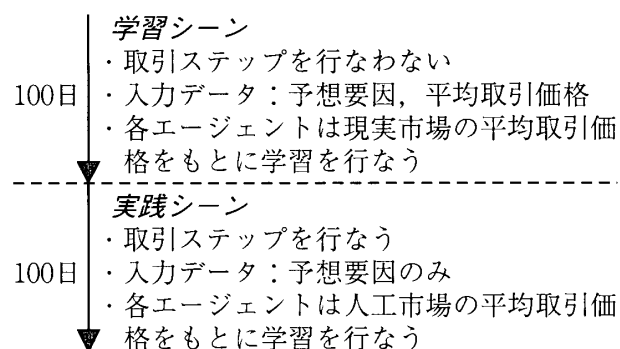 学習シーン
・取引ステップを行なわない
100日
・入力データ：予想要因，平均取引価格
・各エージェントは現実市場の平均取引価
格をもとに学習を行なう
実践シーン
・取引ステップを行なう
100日
・入力データ：予想要因のみ
・各エージェントは人工市場の平均取引価
格をもとに学習を行なう